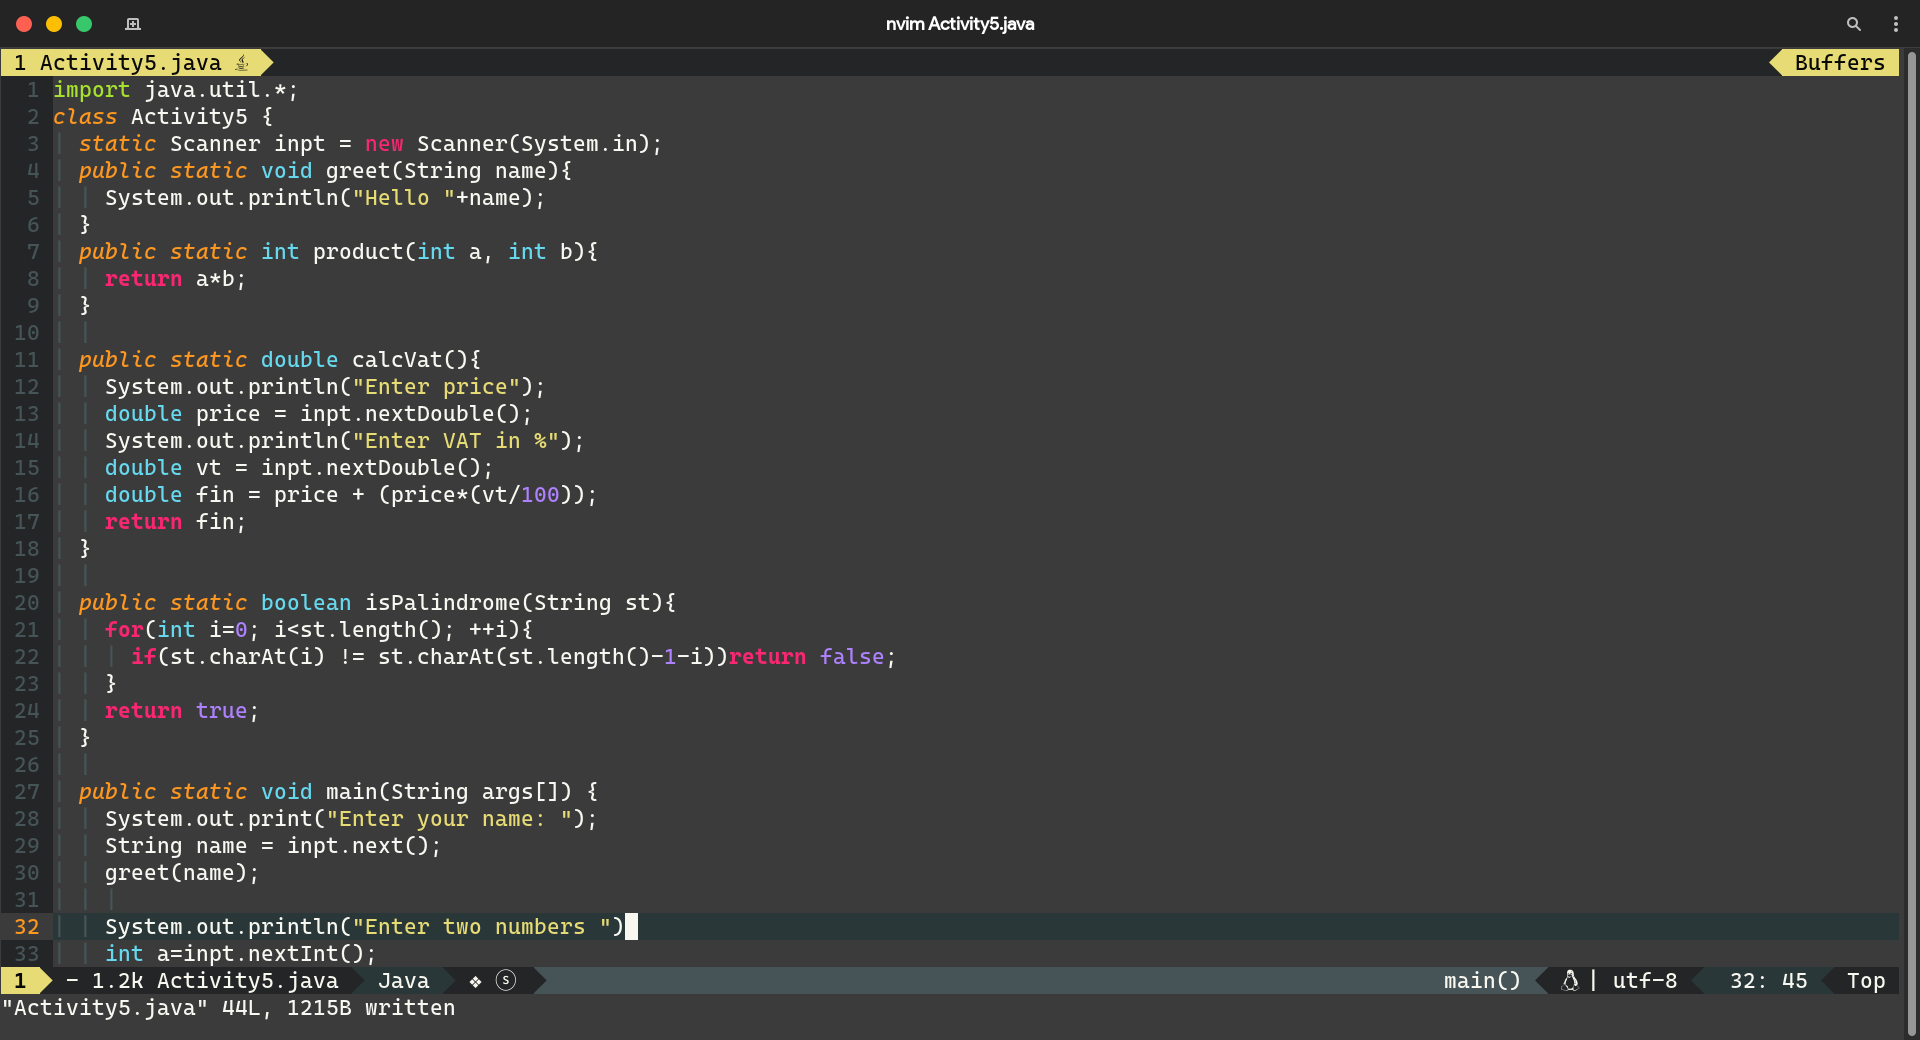 nvim Activity5.java
1 Activity5.java
Buffers
1 import java.util.*;
2 class Activity5 {
3   static Scanner inpt = new Scanner(System.in);
4   public static void greet(String name){
5     System.out.println("Hello "+name);
6   }
7   public static int product(int a, int b){
8     return a*b;
9   }
10
11   public static double calcVat(){
12     System.out.println("Enter price");
13     double price = inpt.nextDouble();
14     System.out.println("Enter VAT in %");
15     double vt = inpt.nextDouble();
16     double fin = price + (price*(vt/100));
17     return fin;
18   }
19
20   public static boolean isPalindrome(String st){
21     for(int i=0; i<st.length(); ++i){
22       if(st.charAt(i) != st.charAt(st.length()-1-i))return false;
23     }
24     return true;
25   }
26
27   public static void main(String args[]) {
28     System.out.print("Enter your name: ");
29     String name = inpt.next();
30     greet(name);
31
32     System.out.println("Enter two numbers ")
33     int a=inpt.nextInt();
1 - 1.2k Activity5.java Java ❖ Ⓢ main() | utf-8 32: 45 Top
"Activity5.java" 44L, 1215B written